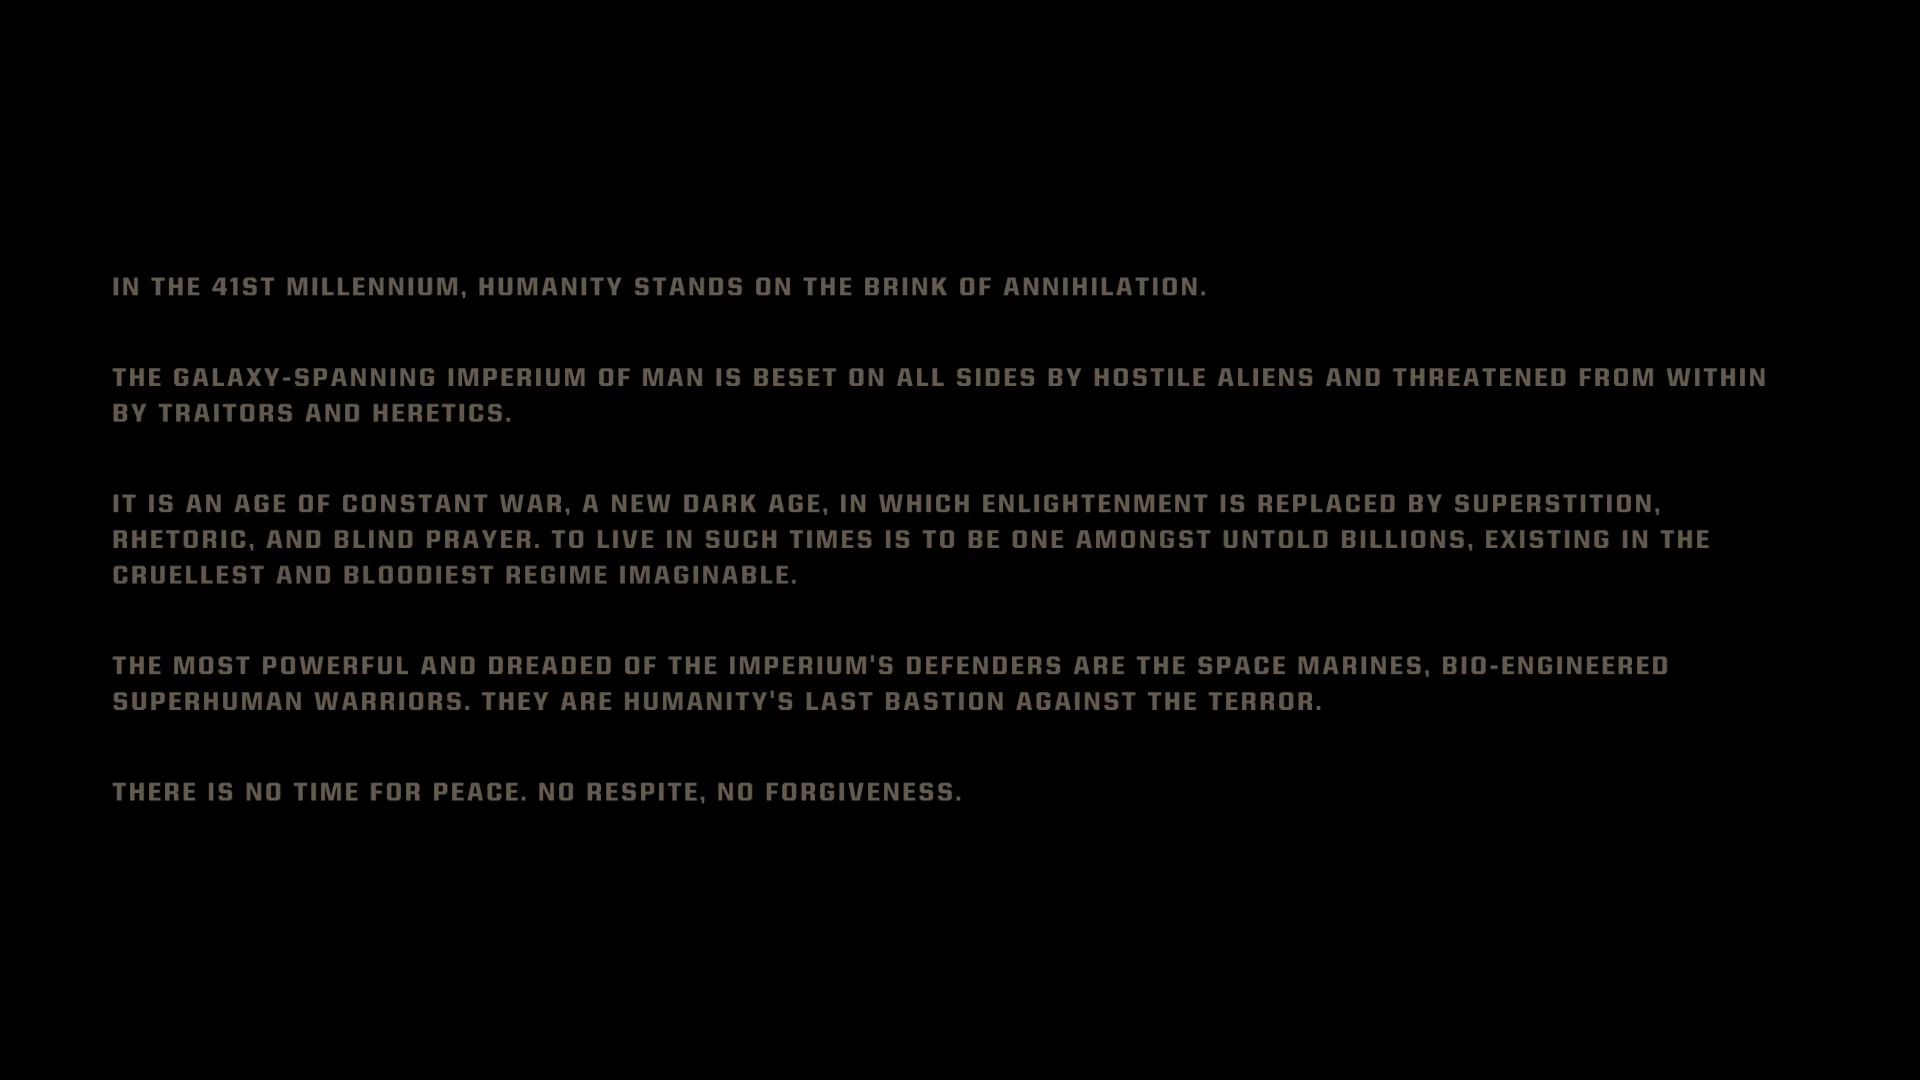 IN THE 41ST MILLENNIUM, HUMANITY STANDS ON THE BRINK OF ANNIHILATION.
THE GALAXY-SPANNING IMPERIUM OF MAN IS BESET ON ALL SIDES BY HOSTILE ALIENS AND THREATENED FROM WITHIN
BY TRAITORS AND HERETICS.
IT IS AN AGE OF CONSTANT WAR, A NEW DARK AGE, IN WHICH ENLIGHTENMENT IS REPLACED BY SUPERSTITION,
RHETORIC, AND BLIND PRAYER. TO LIVE IN SUCH TIMES IS TO BE ONE AMONGST UNTOLD BILLIONS, EXISTING IN THE
CRUELLEST AND BLOODIEST REGIME IMAGINABLE.
THE MOST POWERFUL AND DREADED OF THE IMPERIUM'S DEFENDERS ARE THE SPACE MARINES, BIO-ENGINEERED
SUPERHUMAN WARRIORS. THEY ARE HUMANITY'S LAST BASTION AGAINST THE TERROR.
THERE IS NO TIME FOR PEACE. NO RESPITE, NO FORGIVENESS.